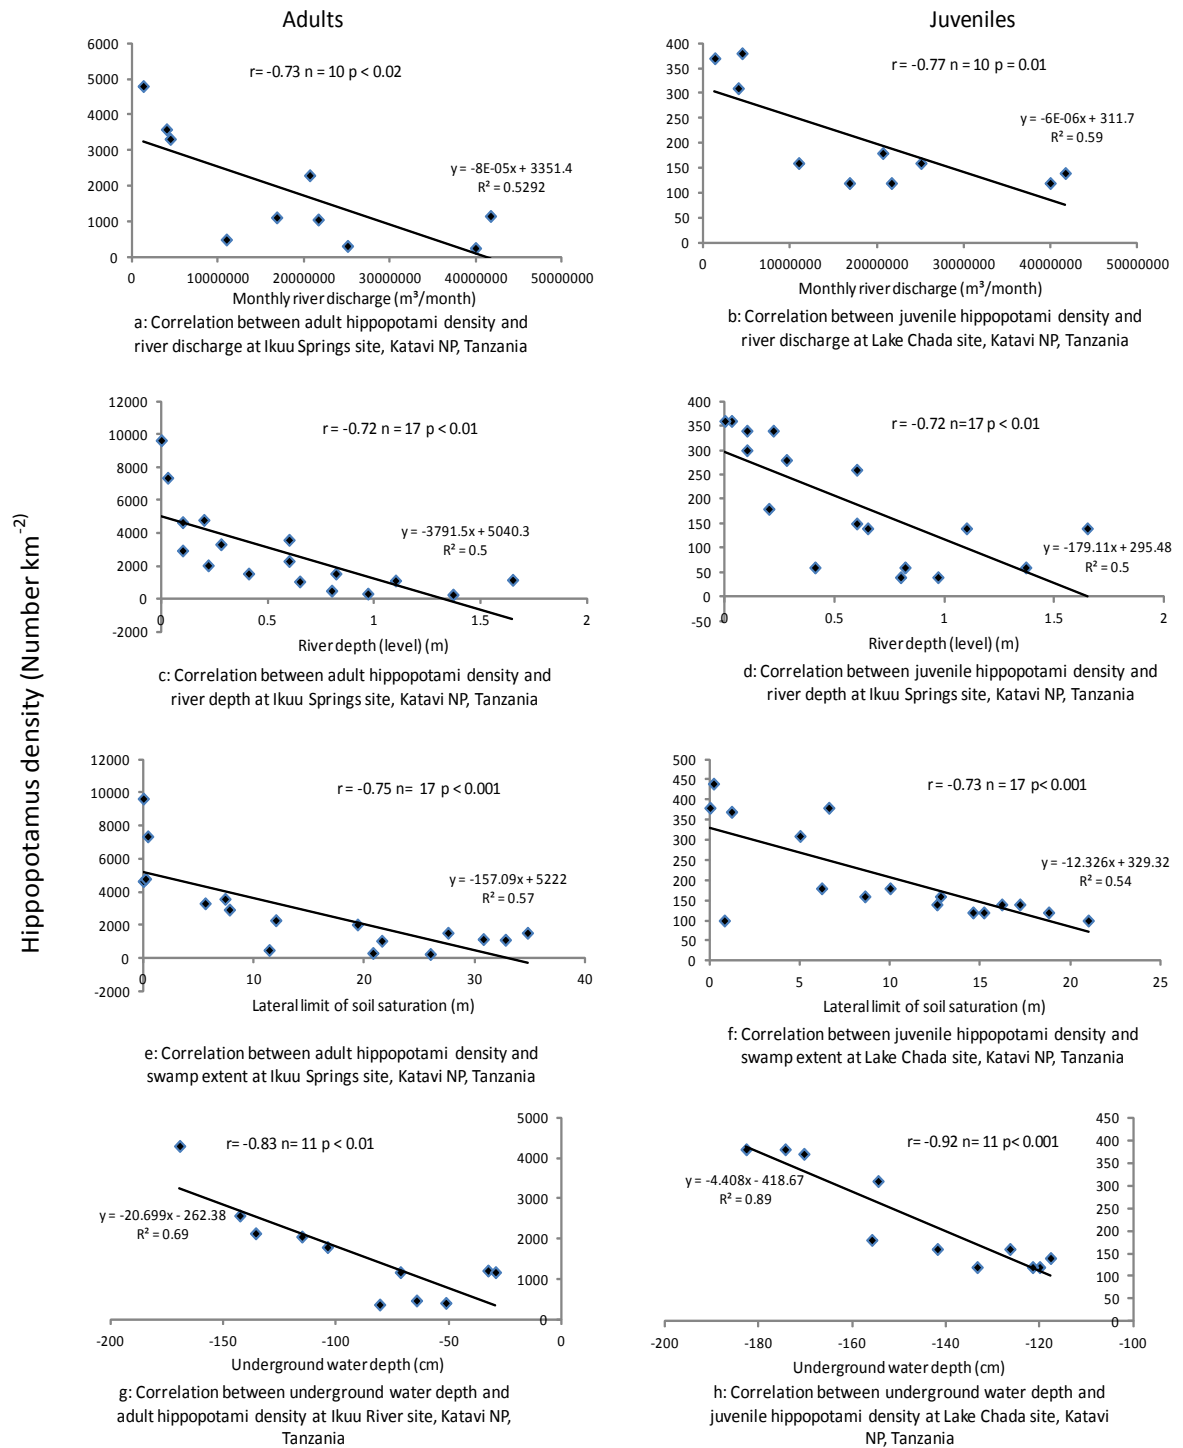 Adults
Juveniles
Hippopotamus density (Number km⁻²)
6000
5000
4000
3000
2000
1000
0
r= -0.73 n = 10 p < 0.02
y = -8E-05x + 3351.4
R² = 0.5292
0 10000000 20000000 30000000 40000000 50000000
Monthly river discharge (m³/month)
a: Correlation between adult hippopotami density and
river discharge at Ikuu Springs site, Katavi NP, Tanzania
400
350
300
250
200
150
100
50
0
r = -0.77 n = 10 p = 0.01
y = -6E-06x + 311.7
R² = 0.59
0 10000000 20000000 30000000 40000000 50000000
Monthly river discharge (m³/month)
b: Correlation between juvenile hippopotami density and
river discharge at Lake Chada site, Katavi NP, Tanzania
12000
10000
8000
6000
4000
2000
0
-2000
r = -0.72 n = 17 p < 0.01
y = -3791.5x + 5040.3
R² = 0.5
0 0.5 1 1.5 2
River depth (level) (m)
c: Correlation between adult hippopotami density and
river depth at Ikuu Springs site, Katavi NP, Tanzania
400
350
300
250
200
150
100
50
0
-50
r = -0.72 n=17 p < 0.01
y = -179.11x + 295.48
R² = 0.5
0 0.5 1 1.5 2
River depth (level) (m)
d: Correlation between juvenile hippopotami density and
river depth at Ikuu Springs site, Katavi NP, Tanzania
12000
10000
8000
6000
4000
2000
0
-2000
r = -0.75 n= 17 p < 0.001
y = -157.09x + 5222
R² = 0.57
0 10 20 30 40
Lateral limit of soil saturation (m)
e: Correlation between adult hippopotami density and
swamp extent at Ikuu Springs site, Katavi NP, Tanzania
500
450
400
350
300
250
200
150
100
50
0
r = -0.73 n = 17 p< 0.001
y = -12.326x + 329.32
R² = 0.54
0 5 10 15 20 25
Lateral limit of soil saturation (m)
f: Correlation between juvenile hippopotami density and
swamp extent at Lake Chada site, Katavi NP, Tanzania
5000
4000
3000
2000
1000
0
r= -0.83 n= 11 p < 0.01
y = -20.699x - 262.38
R² = 0.69
-200 -150 -100 -50 0
Underground water depth (cm)
g: Correlation between underground water depth and
adult hippopotami density at Ikuu River site, Katavi NP,
Tanzania
450
400
350
300
250
200
150
100
50
0
r= -0.92 n= 11 p< 0.001
y = -4.408x - 418.67
R² = 0.89
-200 -180 -160 -140 -120 -100
Underground water depth (cm)
h: Correlation between underground water depth and
juvenile hippopotami density at Lake Chada site, Katavi
NP, Tanzania